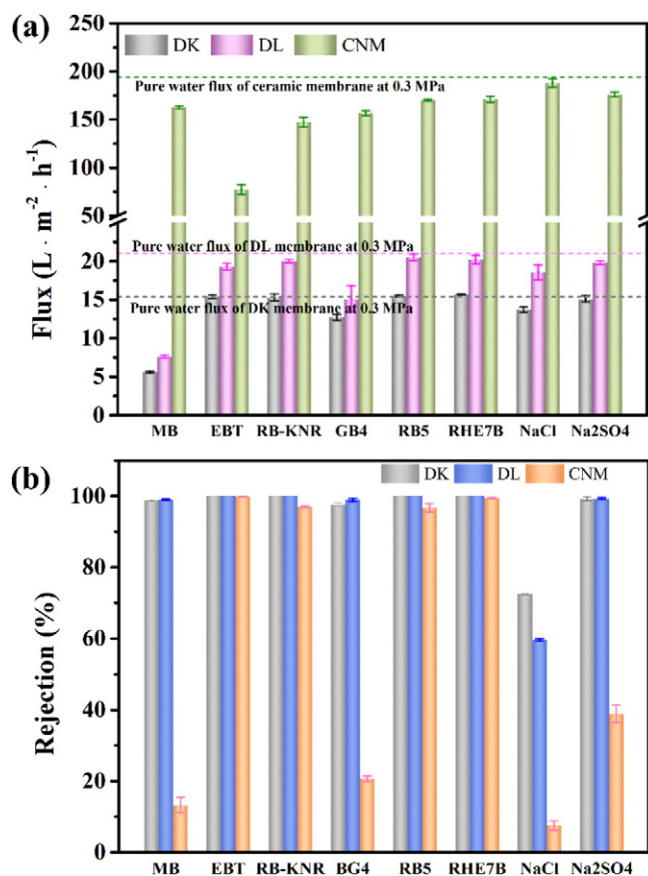 (a)
DK DL CNM
Flux (L · m⁻² · h⁻¹)
250
200
Pure water flux of ceramic membrane at 0.3 MPa
150
100
50
Pure water flux of DL membrane at 0.3 MPa
20
15
Pure water flux of DK membrane at 0.3 MPa
10
5
0
MB EBT RB-KNR GB4 RB5 RHE7B NaCl Na2SO4
(b)
DK DL CNM
Rejection (%)
100
80
60
40
20
0
MB EBT RB-KNR BG4 RB5 RHE7B NaCl Na2SO4